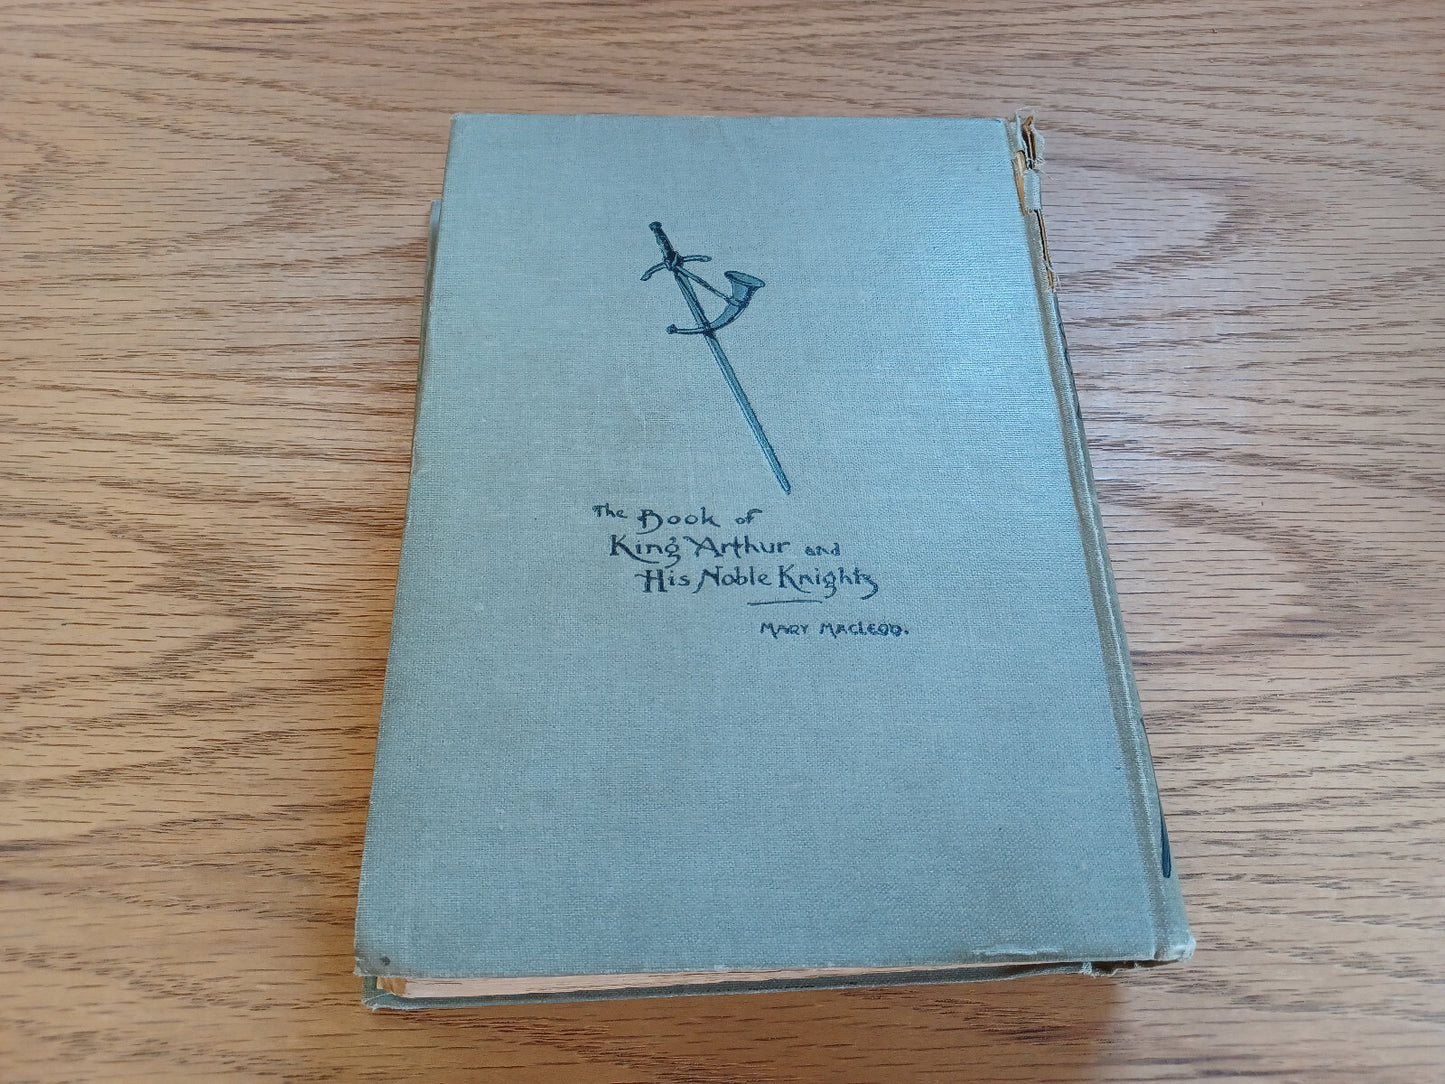 The Book of
King Arthur and
His Noble Knights
MARY MACLEOD.